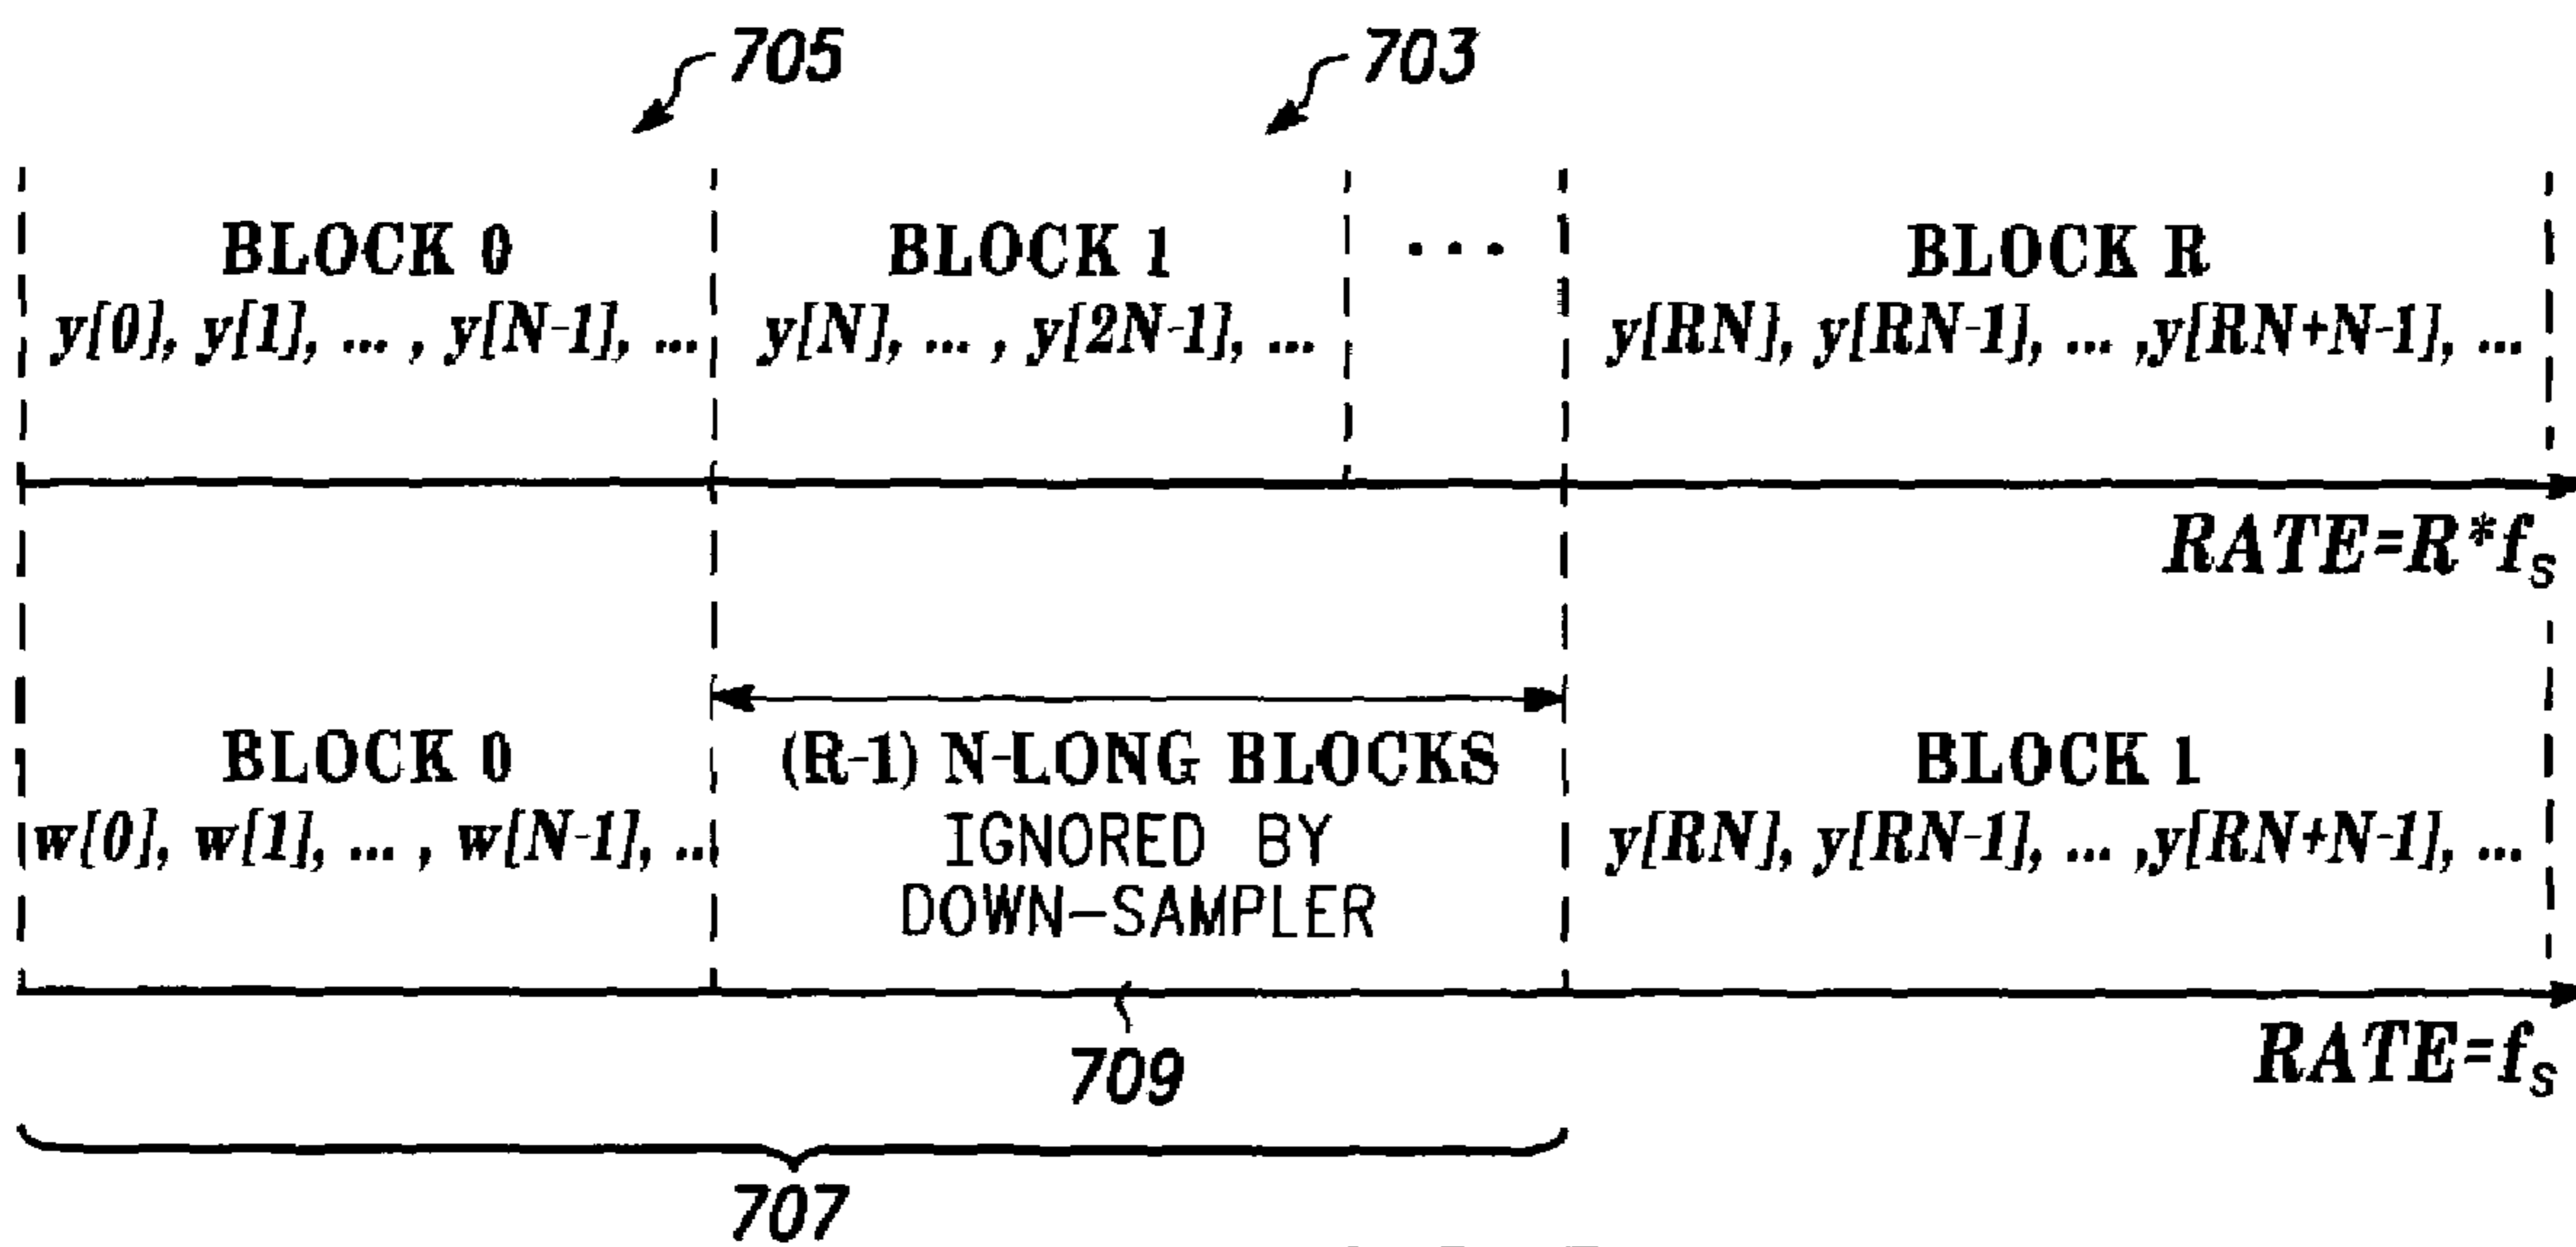 705
703
BLOCK 0
y[0], y[1], ... , y[N-1], ...
BLOCK 1
y[N], ... , y[2N-1], ...
...
BLOCK R
y[RN], y[RN-1], ... ,y[RN+N-1], ...
RATE=R*fs
BLOCK 0
w[0], w[1], ... , w[N-1], ..
(R-1) N-LONG BLOCKS
IGNORED BY
DOWN-SAMPLER
BLOCK 1
y[RN], y[RN-1], ... ,y[RN+N-1], ...
709
RATE=fs
707